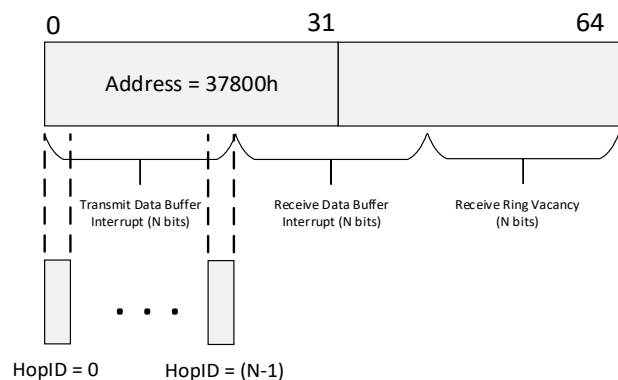 0 31 64
Address = 37800h
Transmit Data Buffer
Interrupt (N bits)
Receive Data Buffer
Interrupt (N bits)
Receive Ring Vacancy
(N bits)
. . .
HopID = 0
HopID = (N-1)